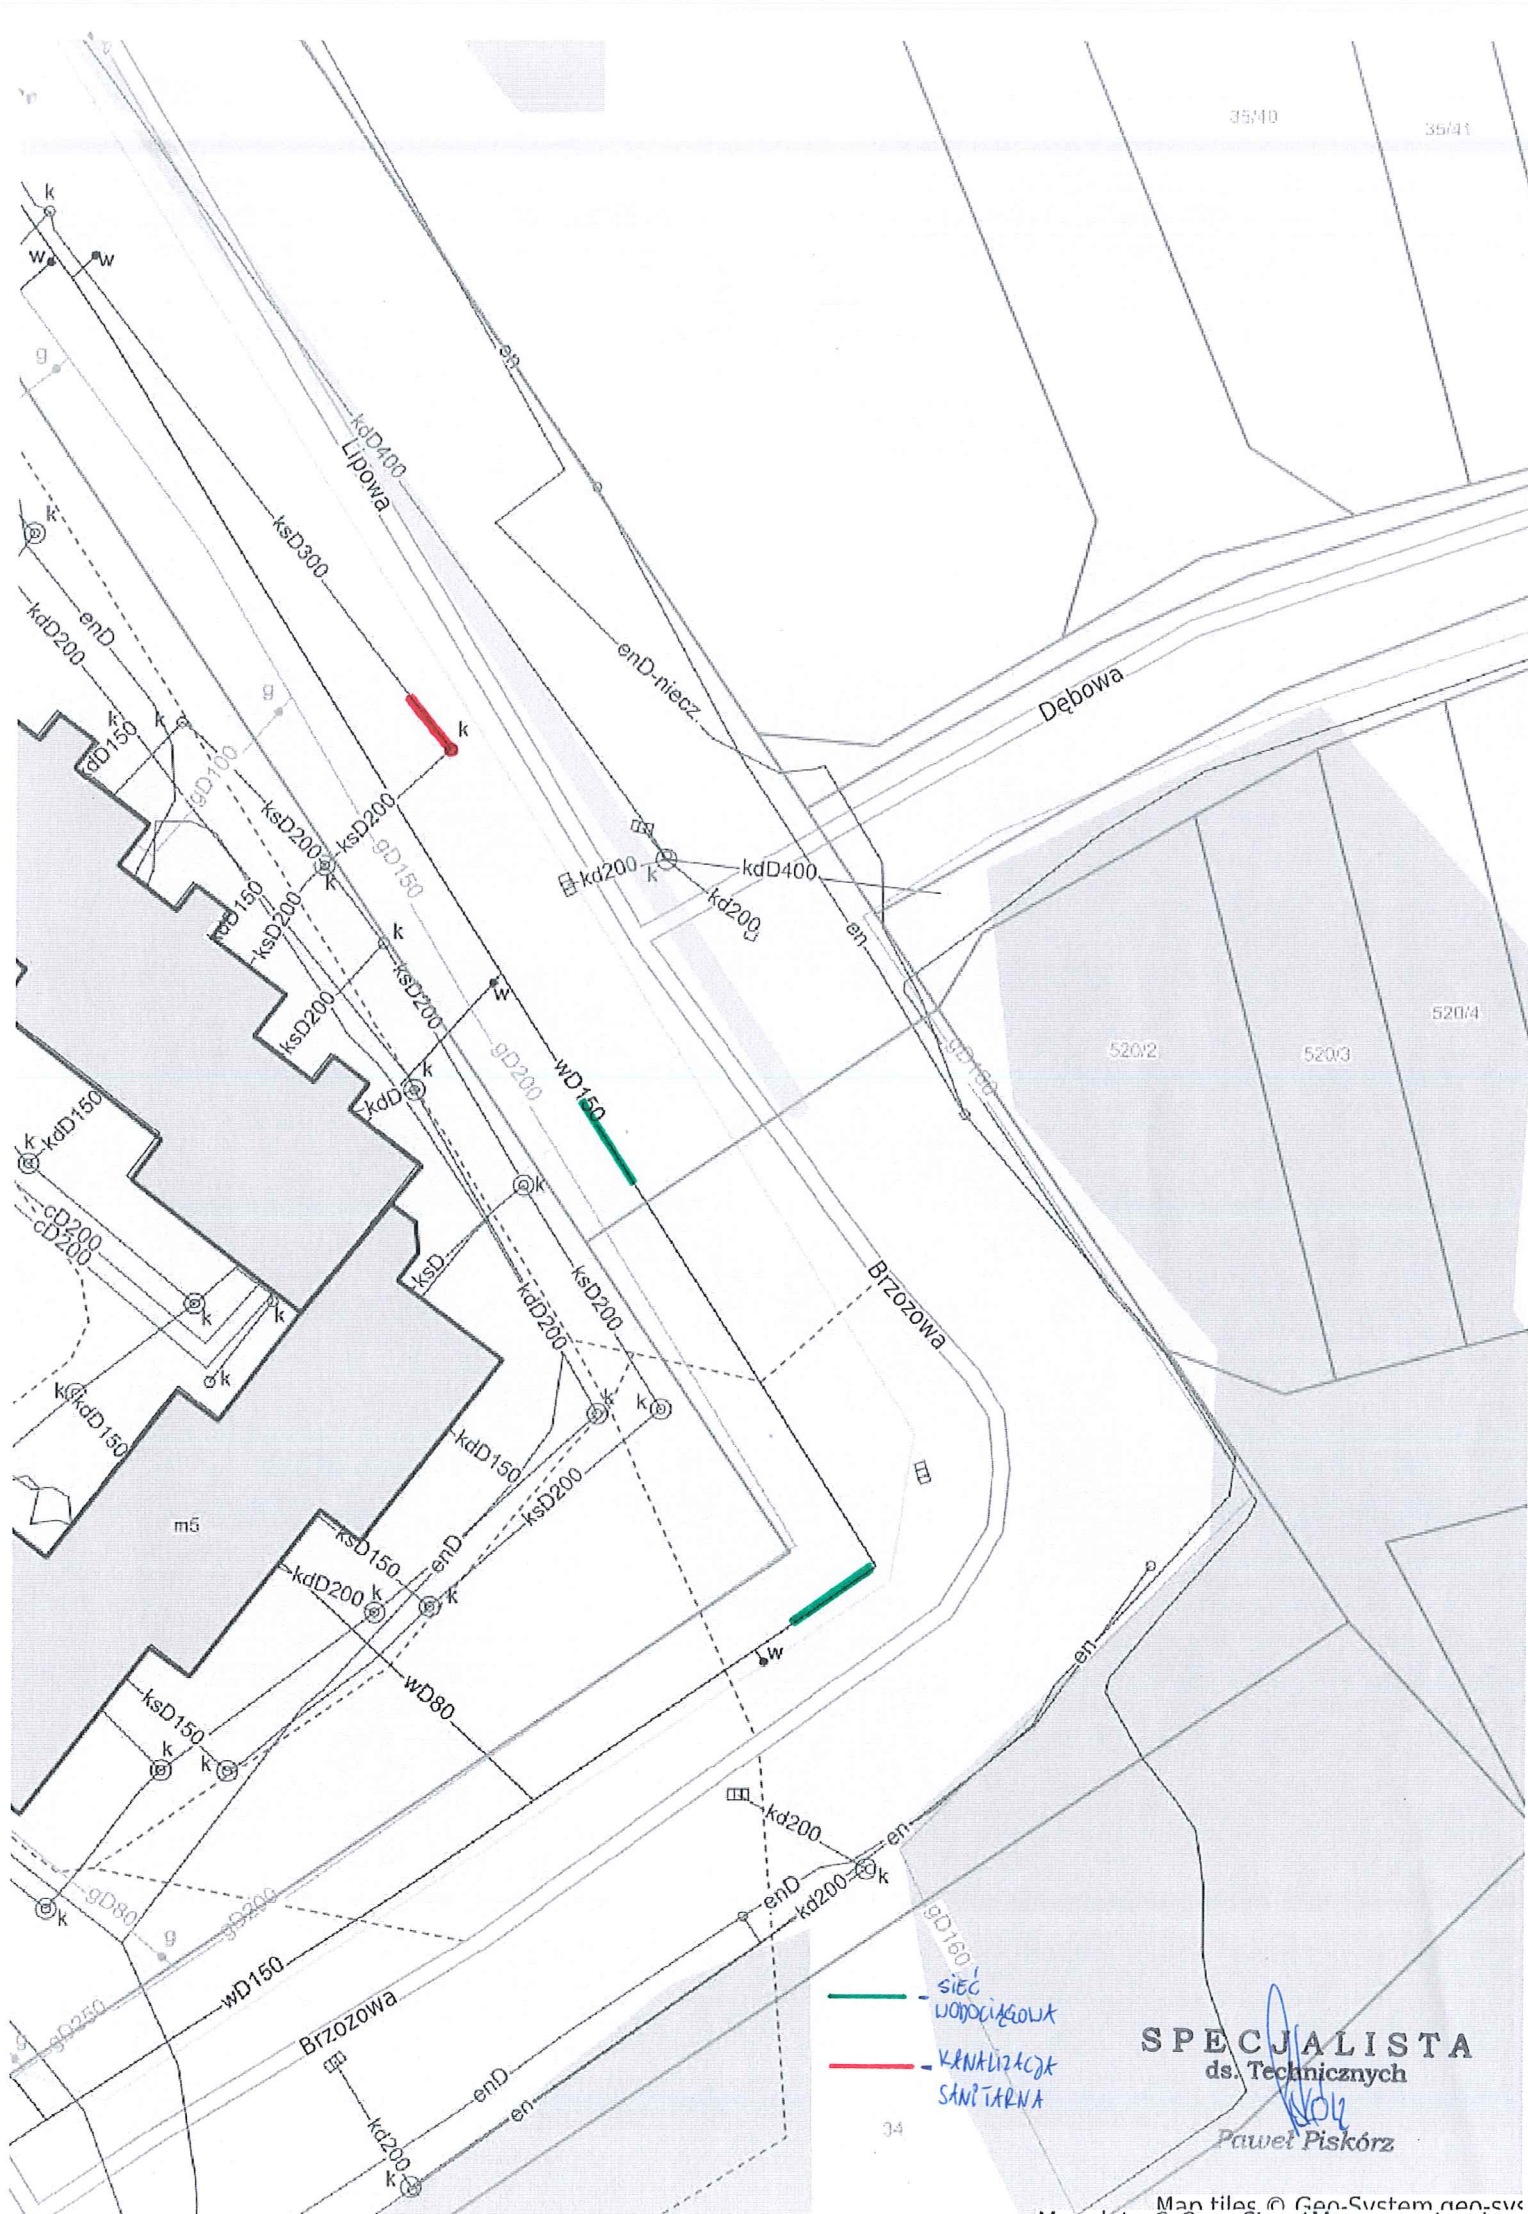 35/40
35/41
k
w
w
g
en
kdD400
Lipowa
ksD300
k
enD
kdD200
enD-niecz.
Dębowa
g
k
k
k
kdD150
gD100
ksD200
ksD200
gD150
k
kd200
k
kdD400
kd200
kdD150
ksD200
k
en
ksD200
ksD200
w
520/4
520/2
520/3
gD200
wD150
gD160
k
kdD
kdD150
k
k
cD200
cD200
ksD
ksD200
Brzozowa
k
k
kdD200
k
k
k
k
kdD150
kdD150
ksD200
m5
ksD150
enD
kdD200
k
k
w
en
wD80
ksD150
k
k
kd200
en
k
gD80
gD200
k
g
enD
kd200
gD160
wD150
gD250
g
Brzozowa
enD
en
kd200
k
- SIEĆ
WODOCIĄGOWA
- KANALIZACJA
SANITARNA
34
SPECJALISTA
ds. Technicznych
Paweł Piskórz
Map tiles © Geo-System geo-sys